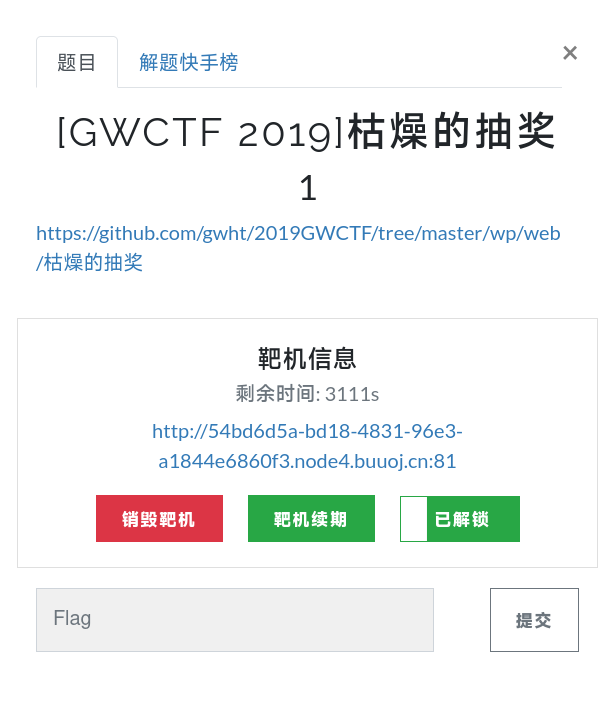 题目
解题快手榜
×
[GWCTF 2019]枯燥的抽奖
1
https://github.com/gwht/2019GWCTF/tree/master/wp/web
/枯燥的抽奖
靶机信息
剩余时间: 3111s
http://54bd6d5a-bd18-4831-96e3-
a1844e6860f3.node4.buuoj.cn:81
销毁靶机
靶机续期
已解锁
Flag
提交